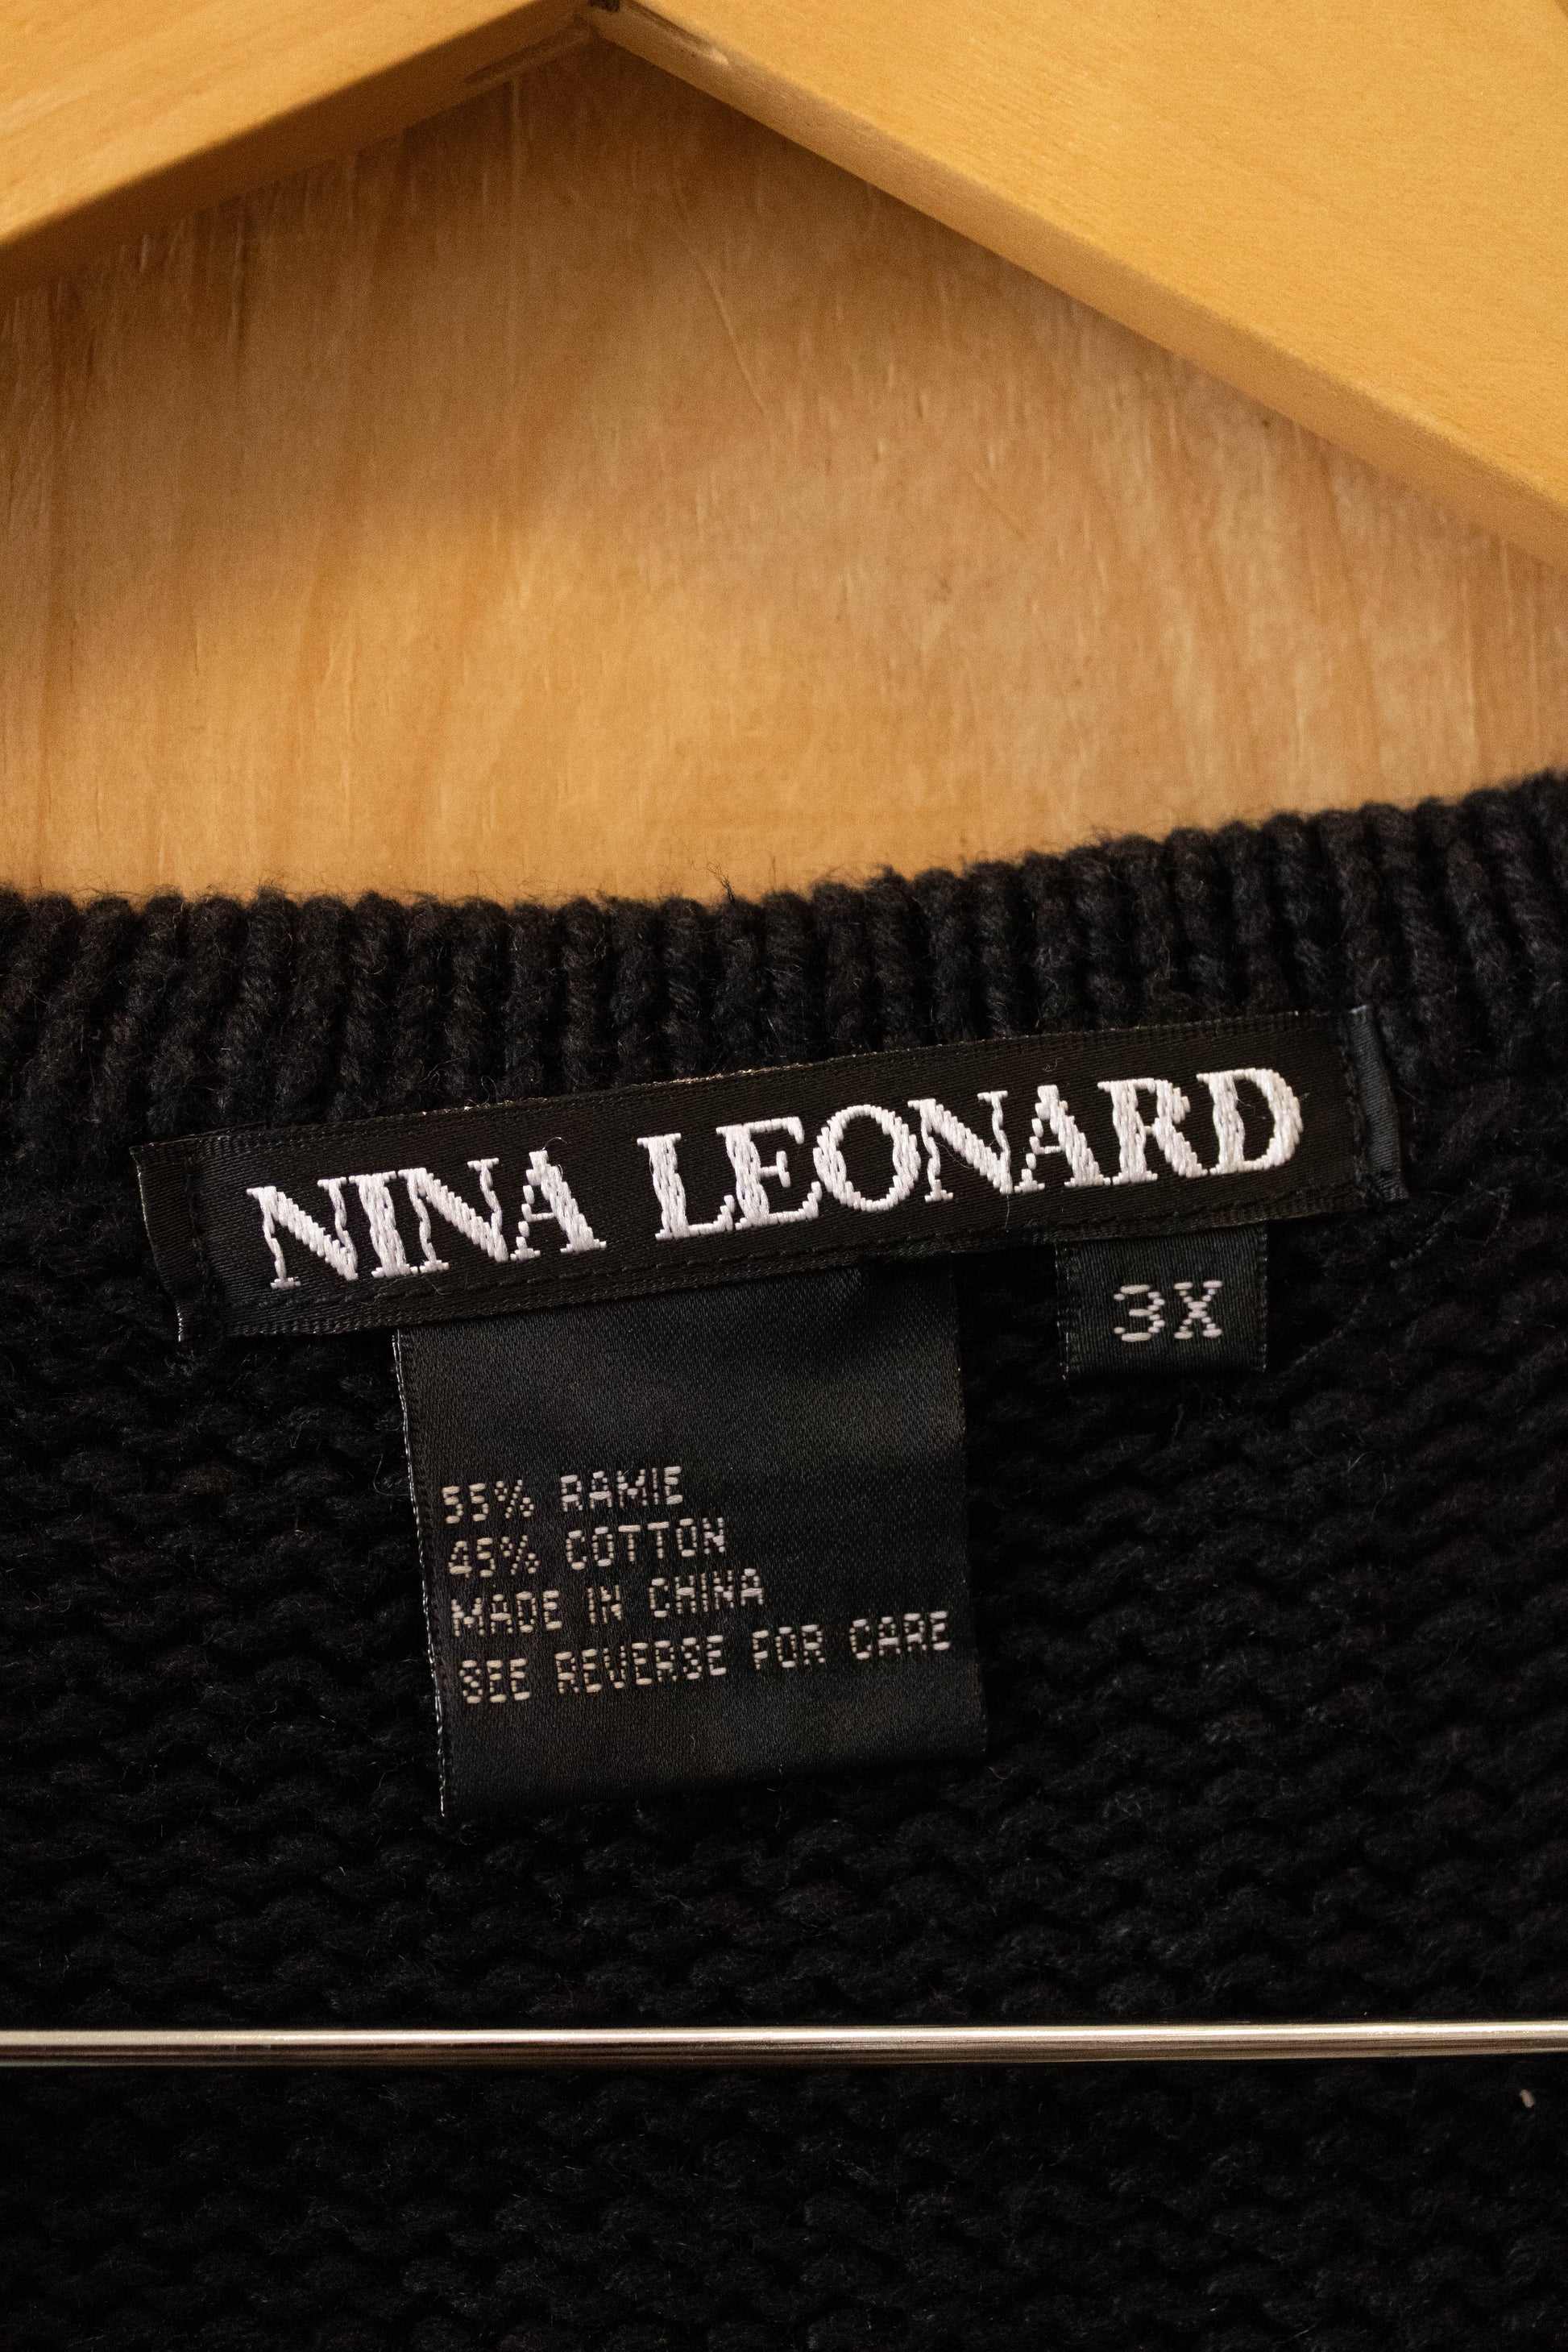 NINA LEONARD
3X
55% RAMIE
45% COTTON
MADE IN CHINA
SEE REVERSE FOR CARE